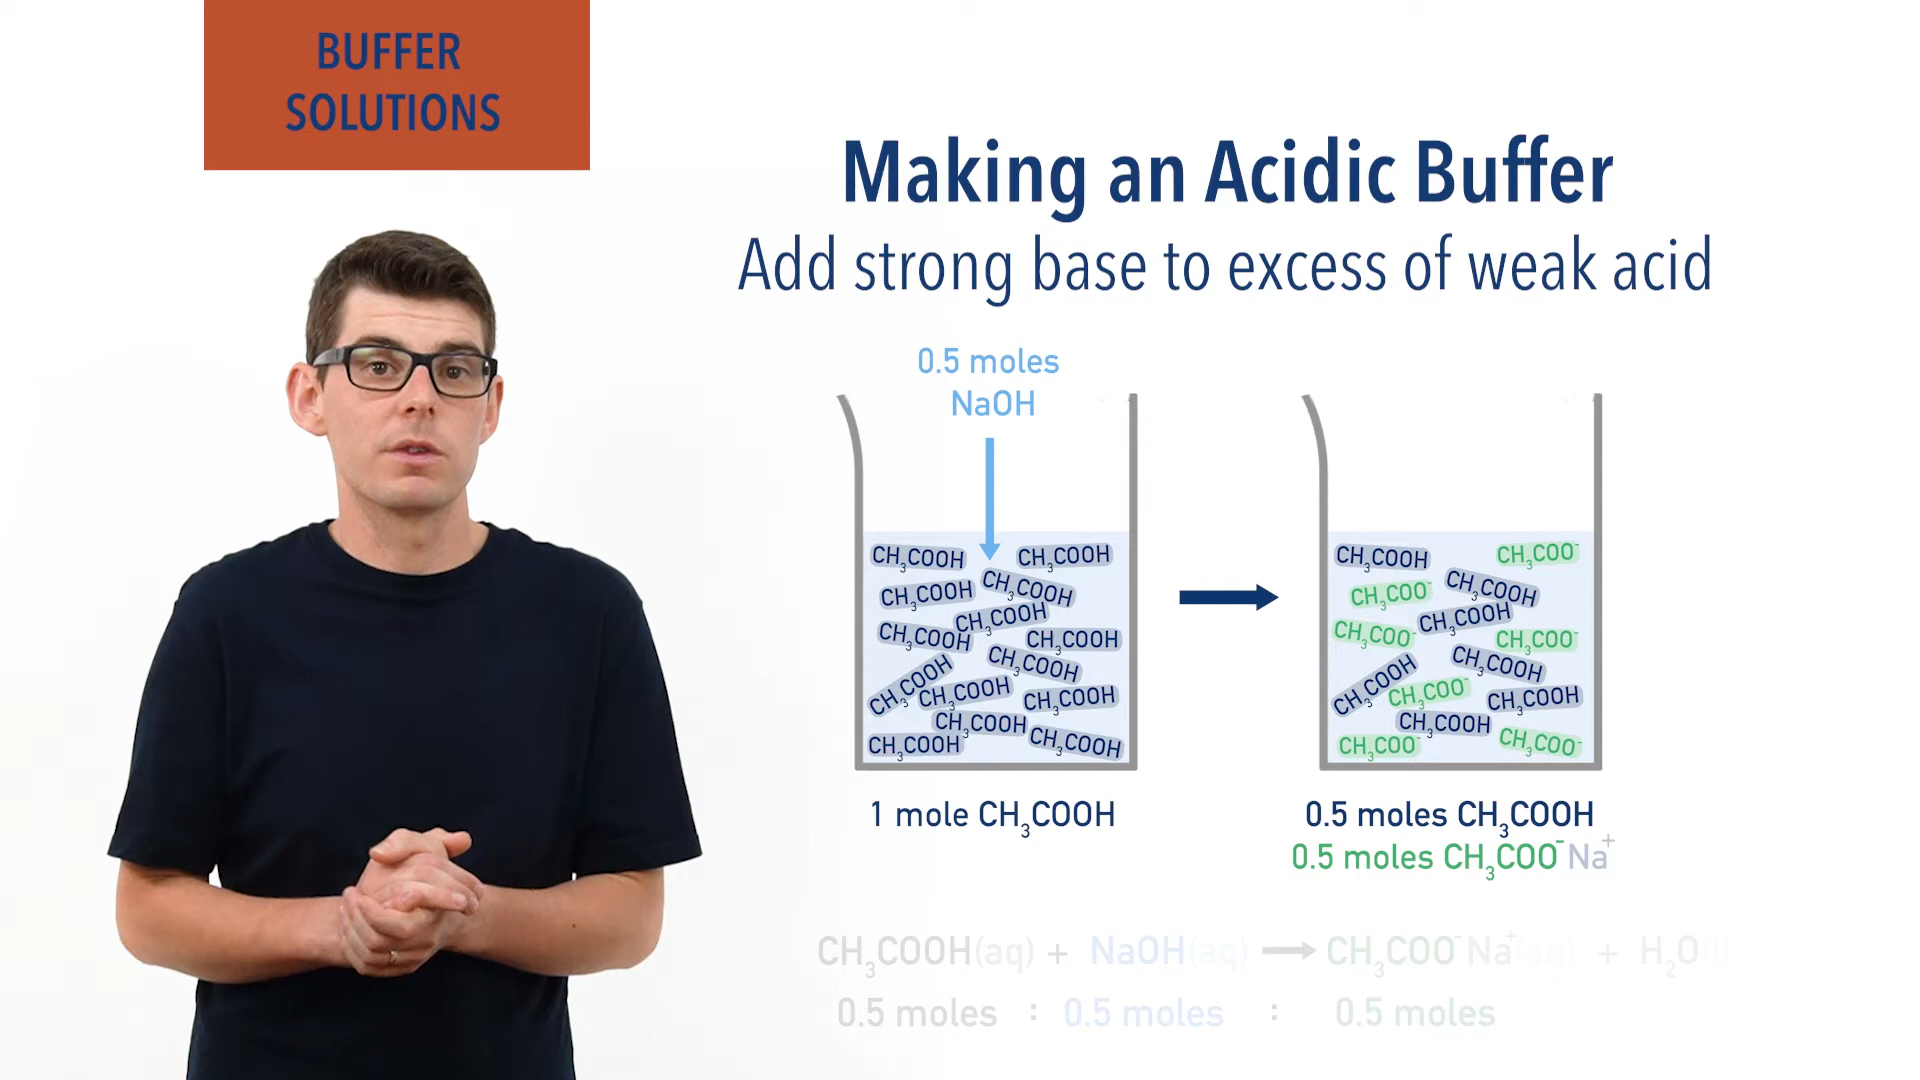 BUFFER
SOLUTIONS
Making an Acidic Buffer
Add strong base to excess of weak acid
0.5 moles
NaOH
CH₃COOH CH₃COOH
CH₃COOH CH₃COOH
CH₃COOH
CH₃COOH CH₃COOH
CH₃COOH
CH₃COOH CH₃COOH CH₃COOH
CH₃COOH
CH₃COOH CH₃COOH
CH₃COOH CH₃COO⁻
CH₃COO⁻ CH₃COOH
CH₃COOH
CH₃COO⁻ CH₃COO⁻
CH₃COOH
CH₃COOH CH₃COO⁻ CH₃COOH
CH₃COOH
CH₃COO⁻ CH₃COO⁻
1 mole CH₃COOH
0.5 moles CH₃COOH
0.5 moles CH₃COO⁻Na⁺
CH₃COOH(aq) + NaOH(aq) → CH₃COO⁻Na⁺(aq) + H₂O(l)
0.5 moles : 0.5 moles : 0.5 moles